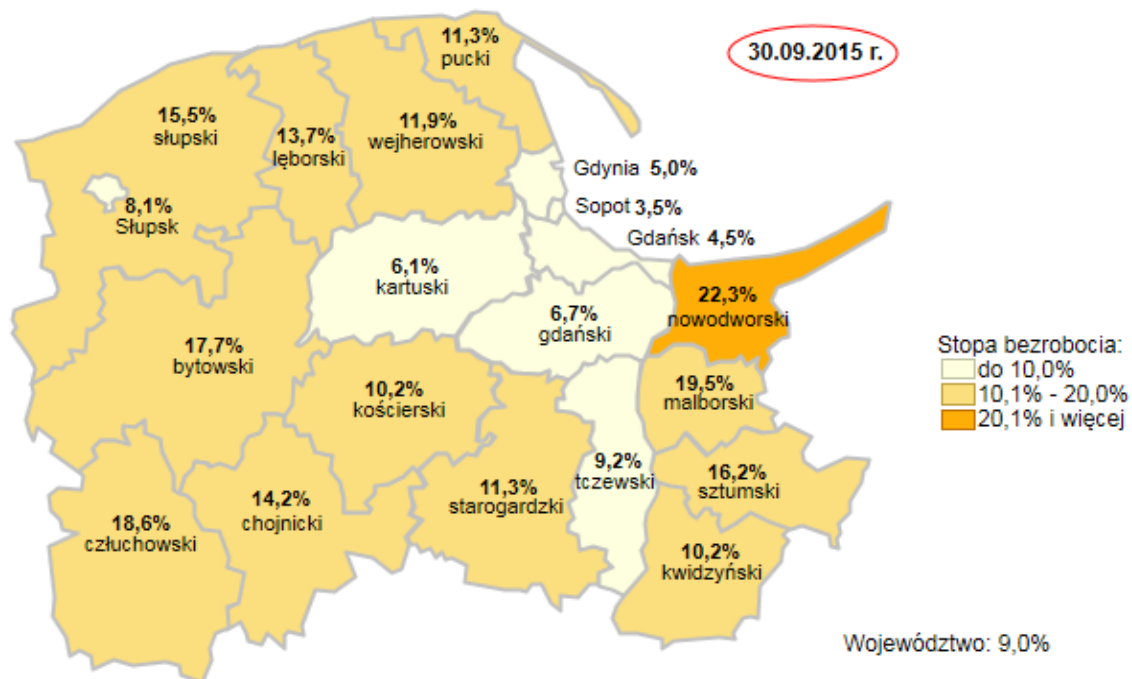 11,3%
pucki
30.09.2015 r.
15,5%
słupski
13,7%
lęborski
11,9%
wejherowski
Gdynia 5,0%
8,1%
Słupsk
Sopot 3,5%
Gdańsk 4,5%
6,1%
kartuski
6,7%
gdański
22,3%
nowodworski
17,7%
bytowski
10,2%
kościerski
19,5%
malborski
Stopa bezrobocia:
do 10,0%
10,1% - 20,0%
20,1% i więcej
9,2%
tczewski
16,2%
sztumski
11,3%
starogardzki
14,2%
chojnicki
18,6%
człuchowski
10,2%
kwidzyński
Województwo: 9,0%